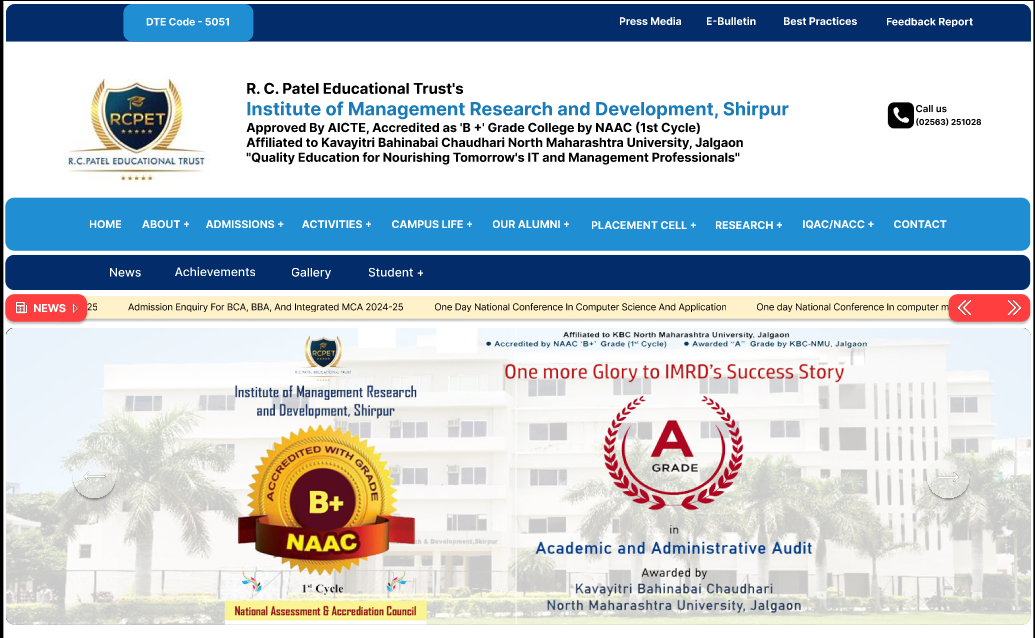 DTE Code - 5051
Press Media
E-Bulletin
Best Practices
Feedback Report
RCPET
R.C.PATEL EDUCATIONAL TRUST
R. C. Patel Educational Trust's
Institute of Management Research and Development, Shirpur
Approved By AICTE, Accredited as 'B +' Grade College by NAAC (1st Cycle)
Affiliated to Kavayitri Bahinabai Chaudhari North Maharashtra University, Jalgaon
"Quality Education for Nourishing Tomorrow's IT and Management Professionals"
Call us
(02563) 251028
HOME
ABOUT +
ADMISSIONS +
ACTIVITIES +
CAMPUS LIFE +
OUR ALUMNI +
PLACEMENT CELL +
RESEARCH +
IQAC/NACC +
CONTACT
News
Achievements
Gallery
Student +
NEWS
25
Admission Enquiry For BCA, BBA, And Integrated MCA 2024-25
One Day National Conference In Computer Science And Application
One day National Conference In computer m
RCPET
Institute of Management Research
and Development, Shirpur
ACCREDITED WITH GRADE
B+
NAAC
1st Cycle
National Assessment & Accrediation Council
Affiliated to KBC North Maharashtra University, Jalgaon
● Accredited by NAAC 'B+' Grade (1st Cycle) ● Awarded "A" Grade by KBC-NMU, Jalgaon
One more Glory to IMRD's Success Story
A
GRADE
in
Academic and Administrative Audit
Awarded by
Kavayitri Bahinabai Chaudhari
North Maharashtra University, Jalgaon